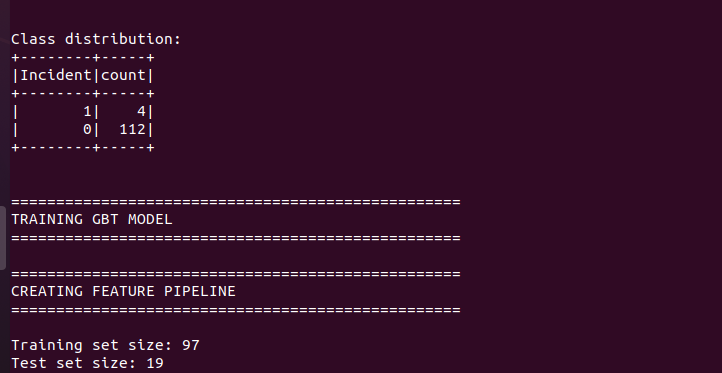 Class distribution:
+--------+-----+
|Incident|count|
+--------+-----+
|       1|    4|
|       0|  112|
+--------+-----+
==================================================
TRAINING GBT MODEL
==================================================
==================================================
CREATING FEATURE PIPELINE
==================================================
Training set size: 97
Test set size: 19